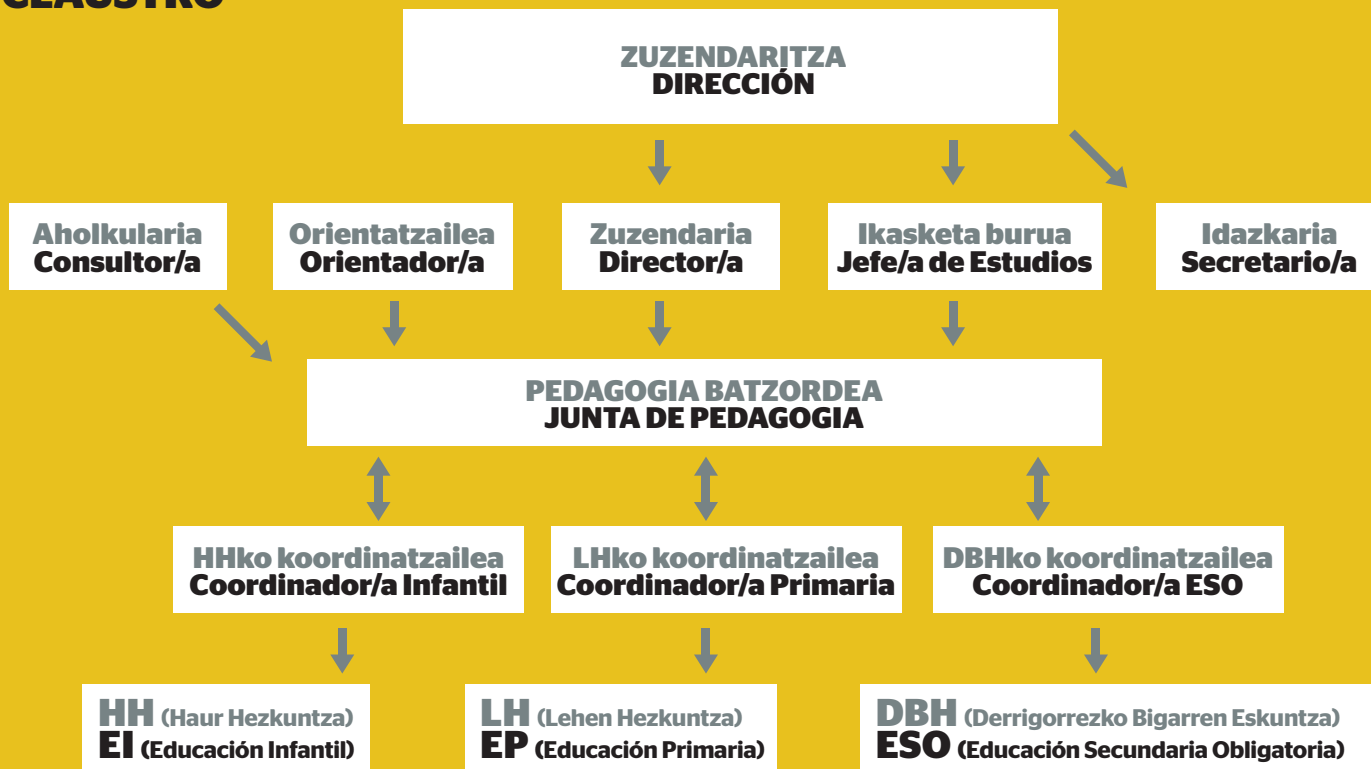 CLAUSTRO
ZUZENDARITZA
DIRECCIÓN
Aholkularia
Consultor/a
Orientatzailea
Orientador/a
Zuzendaria
Director/a
Ikasketa burua
Jefe/a de Estudios
Idazkaria
Secretario/a
PEDAGOGIA BATZORDEA
JUNTA DE PEDAGOGIA
HHko koordinatzailea
Coordinador/a Infantil
LHko koordinatzailea
Coordinador/a Primaria
DBHko koordinatzailea
Coordinador/a ESO
HH (Haur Hezkuntza)
EI (Educación Infantil)
LH (Lehen Hezkuntza)
EP (Educación Primaria)
DBH (Derrigorrezko Bigarren Eskuntza)
ESO (Educación Secundaria Obligatoria)